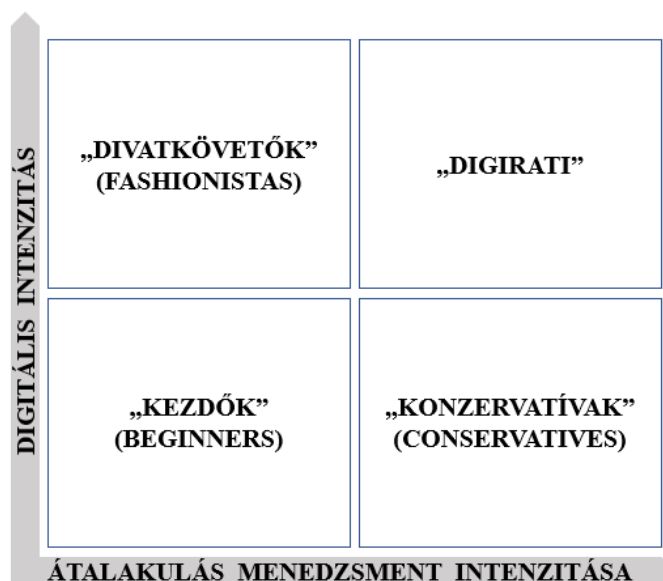 DIGITÁLIS INTENZITÁS
„DIVATKÖVETŐK”
(FASHIONISTAS)
„DIGIRATI”
„KEZDŐK”
(BEGINNERS)
„KONZERVATÍVAK”
(CONSERVATIVES)
ÁTALAKULÁS MENEDZSMENT INTENZITÁSA